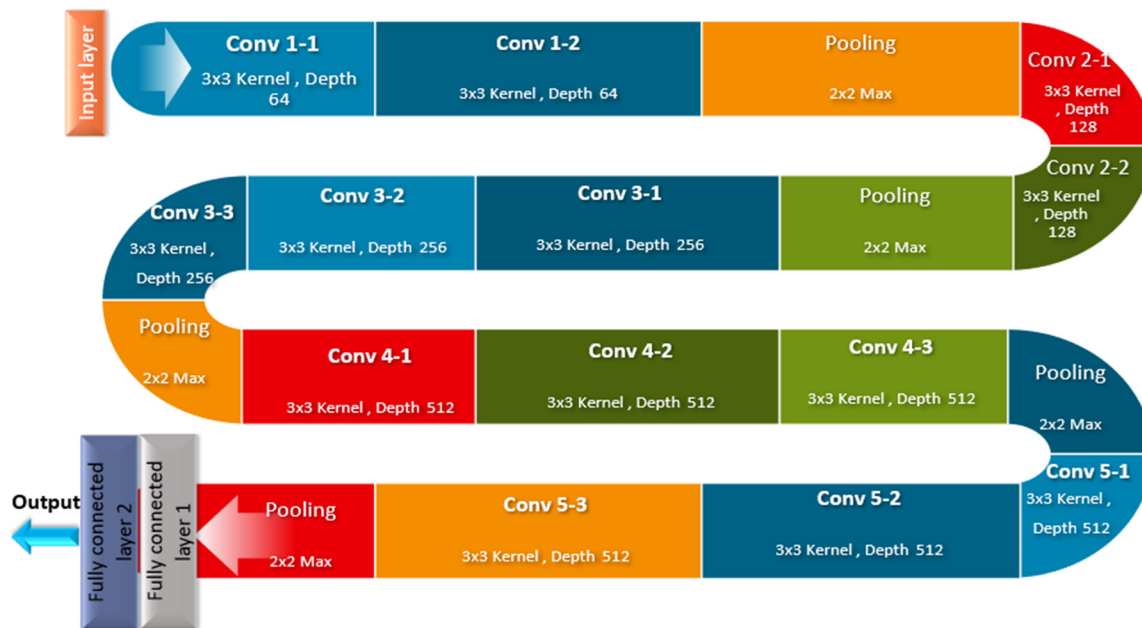 Input layer
Conv 1-1
3x3 Kernel , Depth
64
Conv 1-2
3x3 Kernel , Depth 64
Pooling
2x2 Max
Conv 2-1
3x3 Kernel
, Depth
128
Conv 2-2
3x3 Kernel
, Depth
128
Pooling
2x2 Max
Conv 3-1
3x3 Kernel , Depth 256
Conv 3-2
3x3 Kernel , Depth 256
Conv 3-3
3x3 Kernel ,
Depth 256
Pooling
2x2 Max
Conv 4-1
3x3 Kernel , Depth 512
Conv 4-2
3x3 Kernel , Depth 512
Conv 4-3
3x3 Kernel , Depth 512
Pooling
2x2 Max
Conv 5-1
3x3 Kernel ,
Depth 512
Conv 5-2
3x3 Kernel , Depth 512
Conv 5-3
3x3 Kernel , Depth 512
Pooling
2x2 Max
Fully connected
layer 1
Fully connected
layer 2
Output